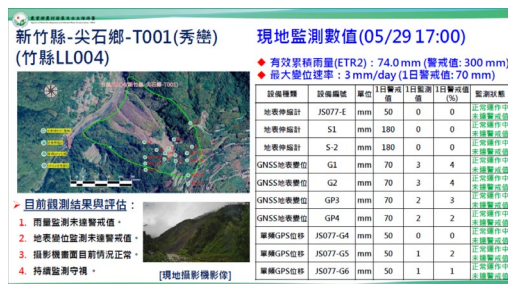 新竹縣-尖石鄉-T001(秀巒)
(竹縣LL004)
目前觀測結果與評估：
1. 雨量監測未達警戒值。
2. 地表變位監測未達警戒值。
3. 攝影機畫面目前情況正常。
4. 持續監測守視。
[現地攝影機影像]
現地監測數值(05/29 17:00)
有效累積雨量(ETR2)：74.0 mm (警戒值: 300 mm)
最大變位速率：3 mm/day (1日警戒值: 70 mm)
設備種類 設備編號 單位 1日警戒值 1日監測值 1日警戒值(%) 監測狀態
地表伸縮計 JS077-E mm 50 0 0 正常運作中 未達警戒值
地表伸縮計 S1 mm 180 0 0 正常運作中 未達警戒值
地表伸縮計 S-2 mm 180 0 0 正常運作中 未達警戒值
GNSS地表變位 G1 mm 70 3 4 正常運作中 未達警戒值
GNSS地表變位 G2 mm 70 3 4 正常運作中 未達警戒值
GNSS地表變位 GP3 mm 70 2 3 正常運作中 未達警戒值
GNSS地表變位 GP4 mm 70 2 2 正常運作中 未達警戒值
單頻GPS位移 JS077-G4 mm 50 0 0 正常運作中 未達警戒值
單頻GPS位移 JS077-G5 mm 50 1 2 正常運作中 未達警戒值
單頻GPS位移 JS077-G6 mm 50 1 1 正常運作中 未達警戒值